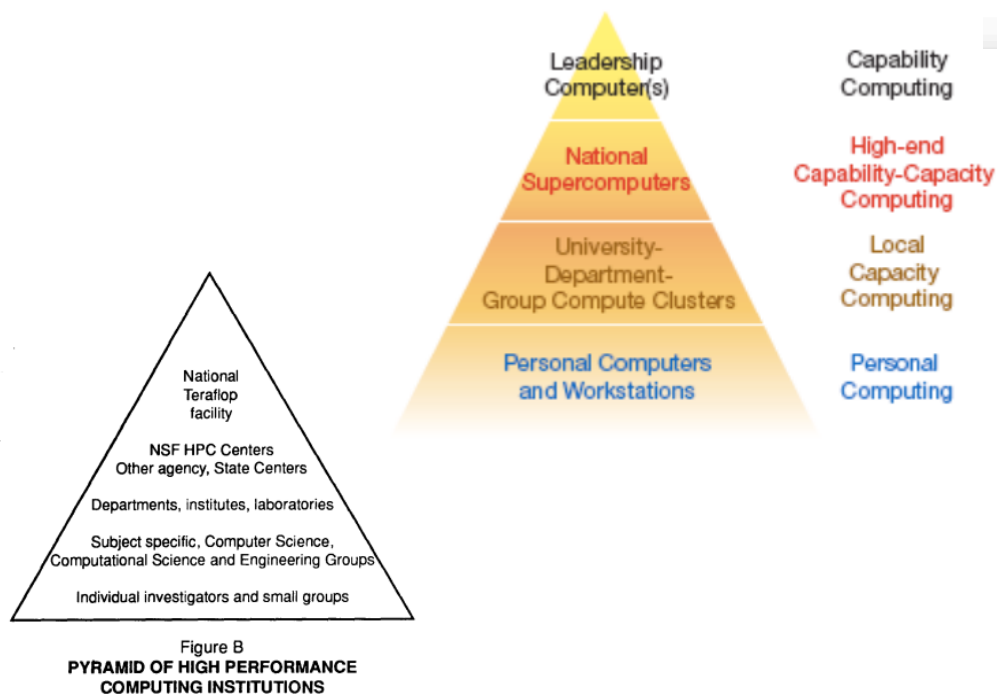 Leadership
Computer(s)
Capability
Computing
National
Supercomputers
High-end
Capability-Capacity
Computing
University-
Department-
Group Compute Clusters
Local
Capacity
Computing
Personal Computers
and Workstations
Personal
Computing
National
Teraflop
facility
NSF HPC Centers
Other agency, State Centers
Departments, institutes, laboratories
Subject specific, Computer Science,
Computational Science and Engineering Groups
Individual investigators and small groups
Figure B
PYRAMID OF HIGH PERFORMANCE
COMPUTING INSTITUTIONS